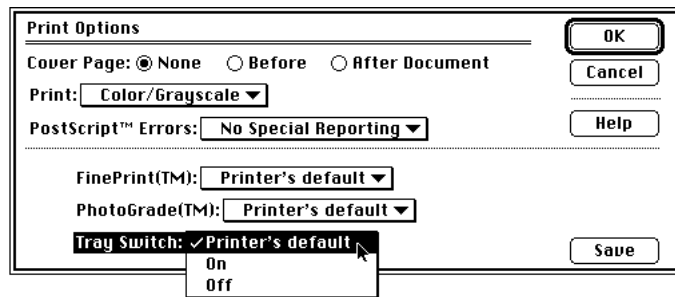 Print Options
OK
Cover Page: None Before After Document
Cancel
Print: Color/Grayscale
PostScript™ Errors: No Special Reporting
Help
FinePrint(TM): Printer's default
PhotoGrade(TM): Printer's default
Tray Switch: ✓Printer's default
Save
On
Off